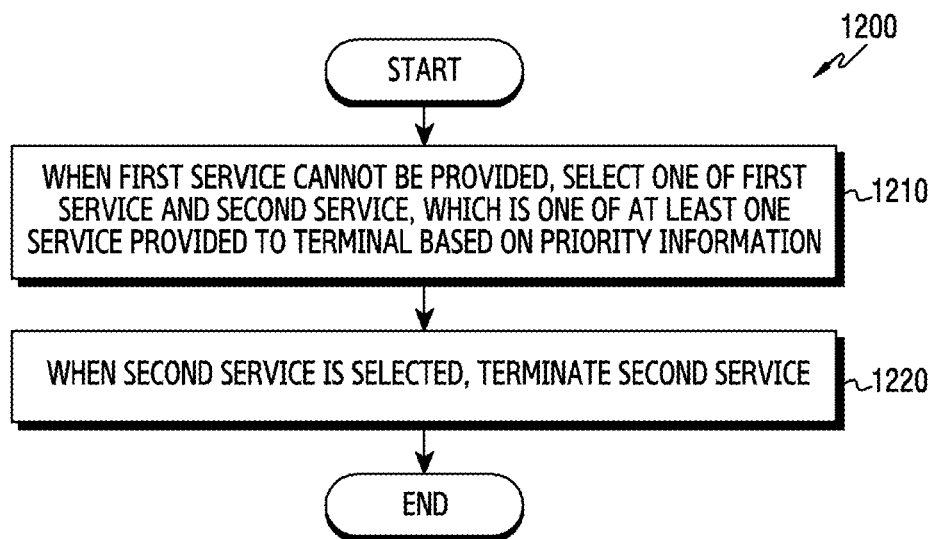 1200
START
WHEN FIRST SERVICE CANNOT BE PROVIDED, SELECT ONE OF FIRST
SERVICE AND SECOND SERVICE, WHICH IS ONE OF AT LEAST ONE
SERVICE PROVIDED TO TERMINAL BASED ON PRIORITY INFORMATION
1210
WHEN SECOND SERVICE IS SELECTED, TERMINATE SECOND SERVICE
1220
END